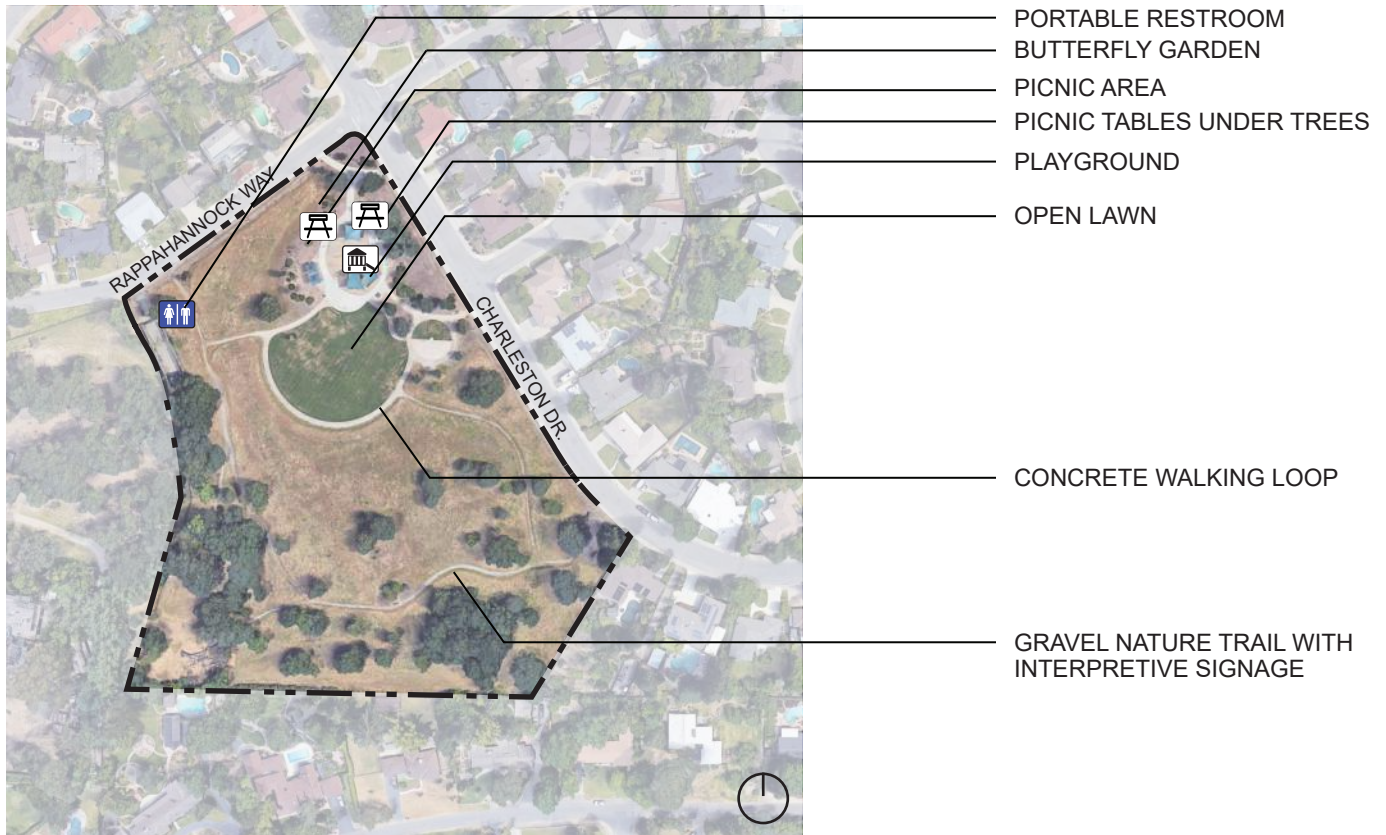 PORTABLE RESTROOM
BUTTERFLY GARDEN
PICNIC AREA
PICNIC TABLES UNDER TREES
PLAYGROUND
OPEN LAWN
RAPPAHANNOCK WAY
CHARLESTON DR.
CONCRETE WALKING LOOP
GRAVEL NATURE TRAIL WITH
INTERPRETIVE SIGNAGE